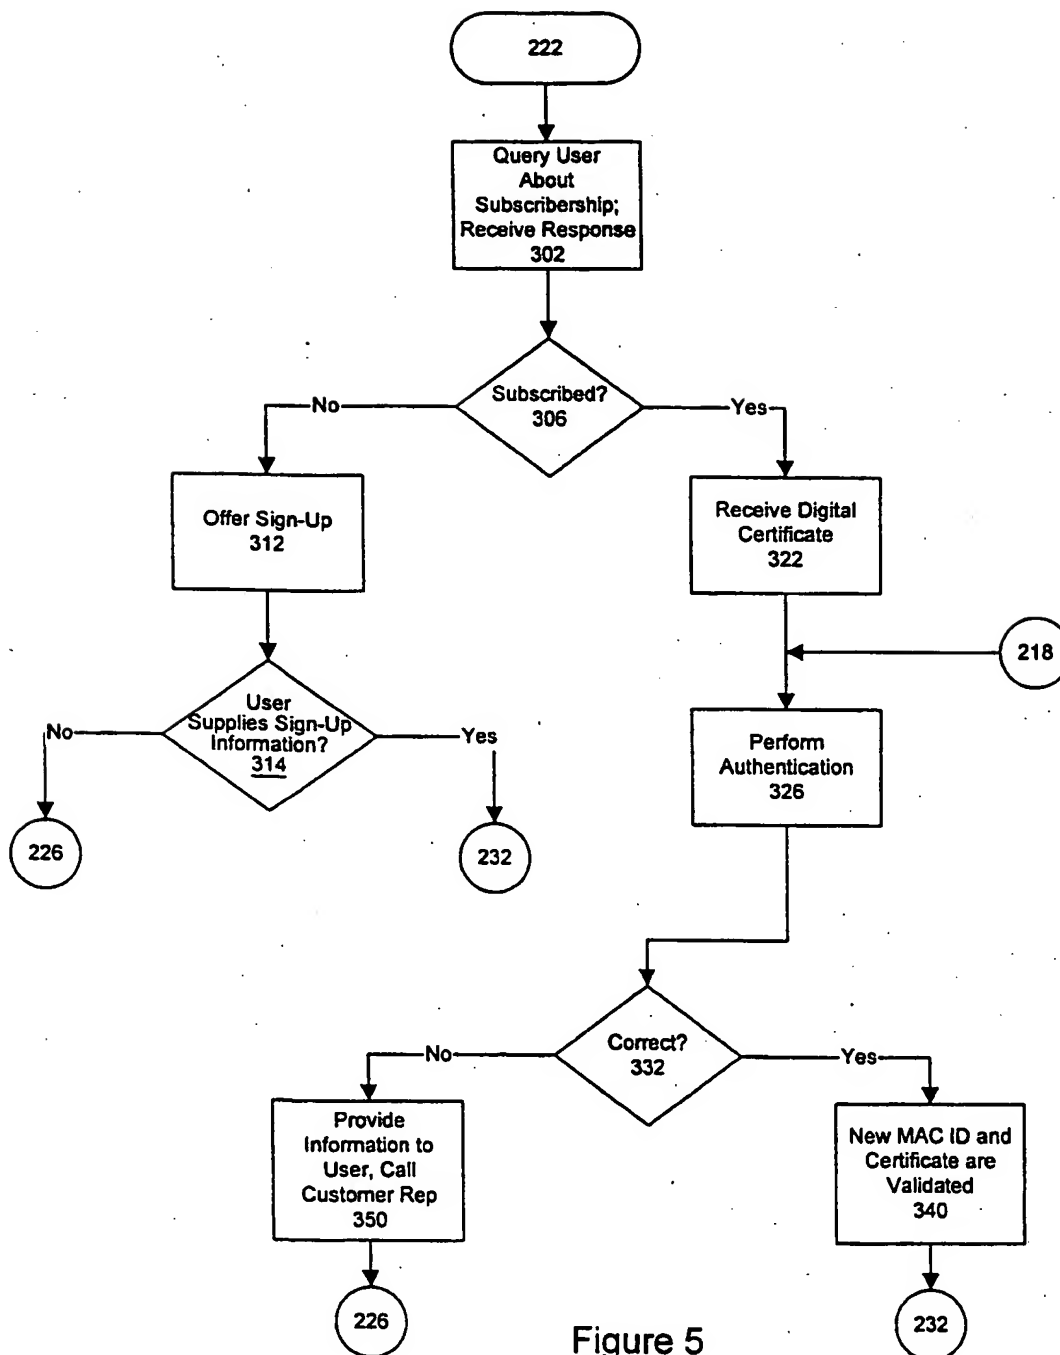 222
Query User
About
Subscribership;
Receive Response
302
Subscribed?
306
No
Yes
Offer Sign-Up
312
Receive Digital
Certificate
322
218
User
Supplies Sign-Up
Information?
314
No
Yes
Perform
Authentication
326
226
232
Correct?
332
No
Yes
Provide
Information to
User, Call
Customer Rep
350
New MAC ID and
Certificate are
Validated
340
226
232
Figure 5